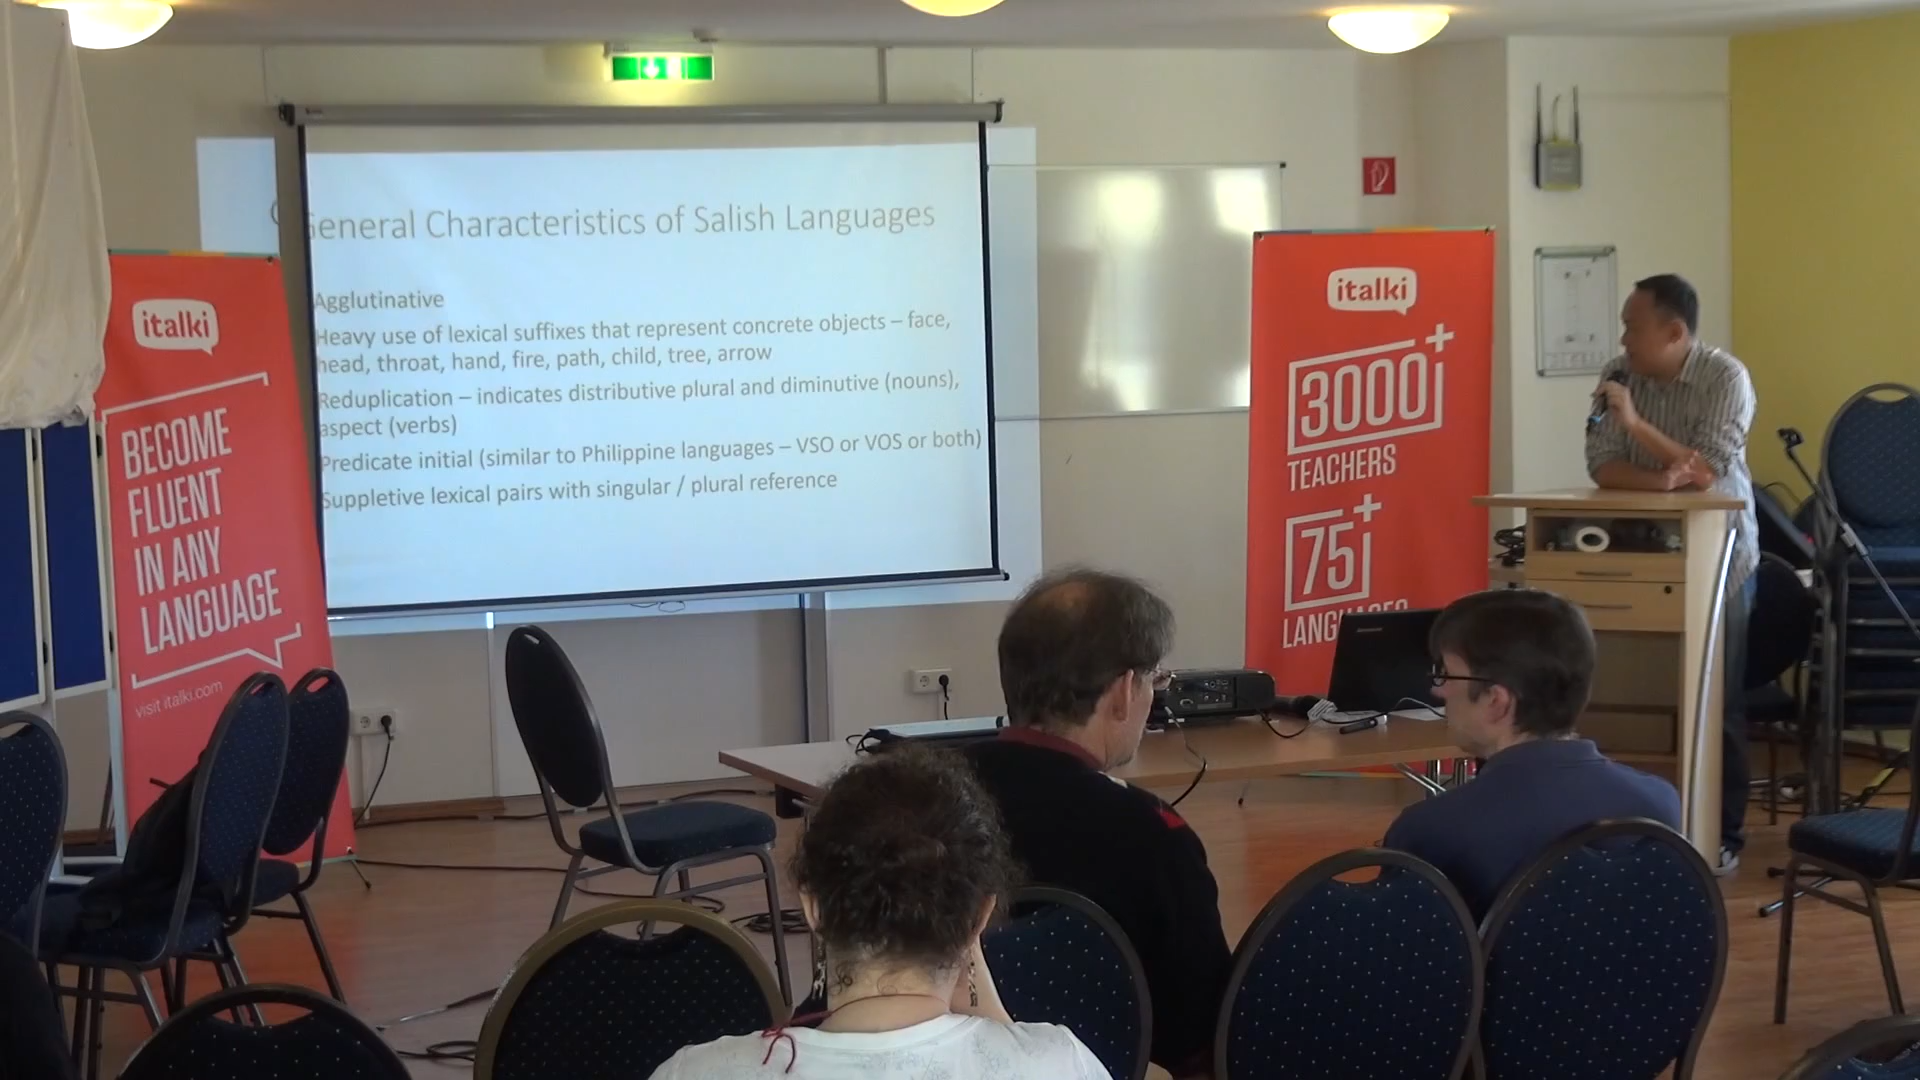 General Characteristics of Salish Languages
Agglutinative
Heavy use of lexical suffixes that represent concrete objects – face,
head, throat, hand, fire, path, child, tree, arrow
Reduplication – indicates distributive plural and diminutive (nouns),
aspect (verbs)
Predicate initial (similar to Philippine languages – VSO or VOS or both)
Suppletive lexical pairs with singular / plural reference
italki
BECOME
FLUENT
IN ANY
LANGUAGE
visit italki.com
italki
3000+
TEACHERS
75+
LANGUAGES